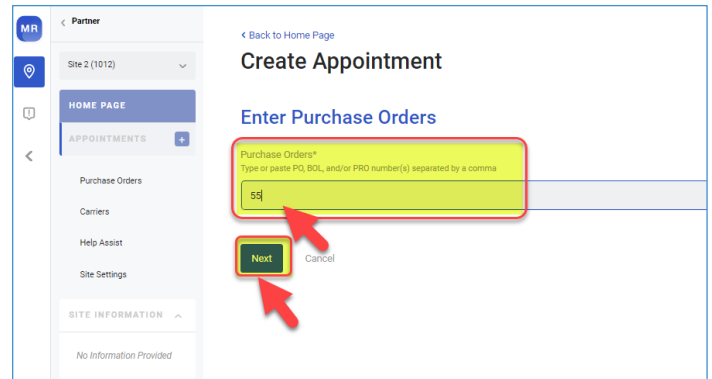 MR
Partner
Back to Home Page
Site 2 (1012)
Create Appointment
HOME PAGE
Enter Purchase Orders
APPOINTMENTS +
Purchase Orders*
Type or paste PO, BOL, and/or PRO number(s) separated by a comma
Purchase Orders
55
Carriers
Help Assist
Next
Cancel
Site Settings
SITE INFORMATION
No Information Provided